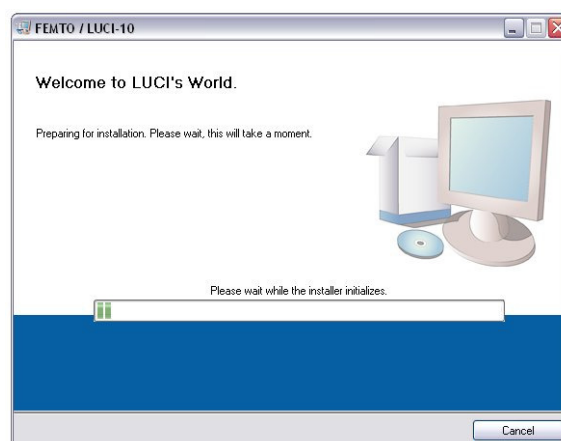 FEMTO / LUCI-10
Welcome to LUCI's World.
Preparing for installation. Please wait, this will take a moment.
Please wait while the installer initializes.
Cancel